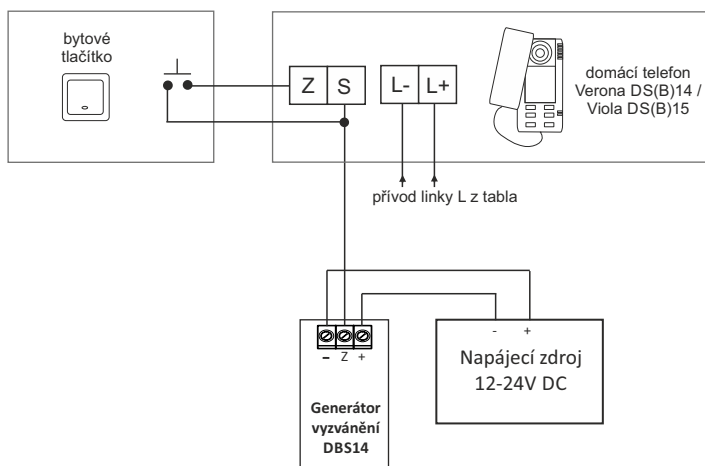 bytové
tlačítko
Z S L- L+
domácí telefon
Verona DS(B)14 /
Viola DS(B)15
přívod linky L z tabla
– Z +
Generátor
vyzvánění
DBS14
- +
Napájecí zdroj
12-24V DC